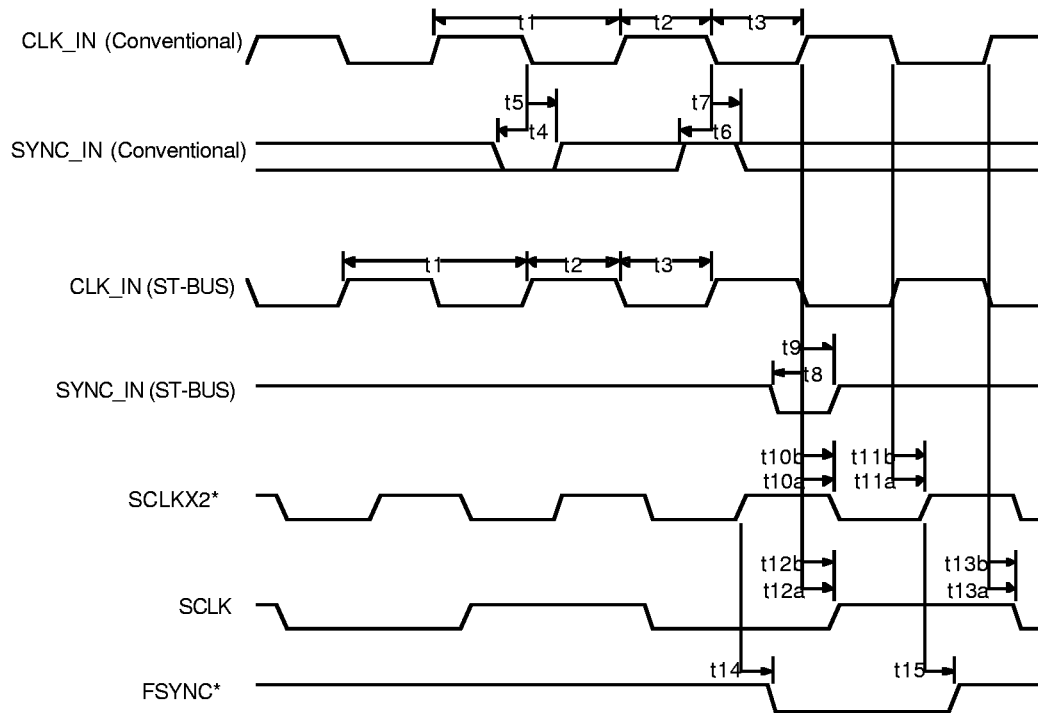 t1 t2 t3
CLK_IN (Conventional)
t5 t7
t4 t6
SYNC_IN (Conventional)
t1 t2 t3
CLK_IN (ST-BUS)
t9
t8
SYNC_IN (ST-BUS)
t10b t11b
t10a t11a
SCLKX2*
t12b t13b
t12a t13a
SCLK
t14 t15
FSYNC*